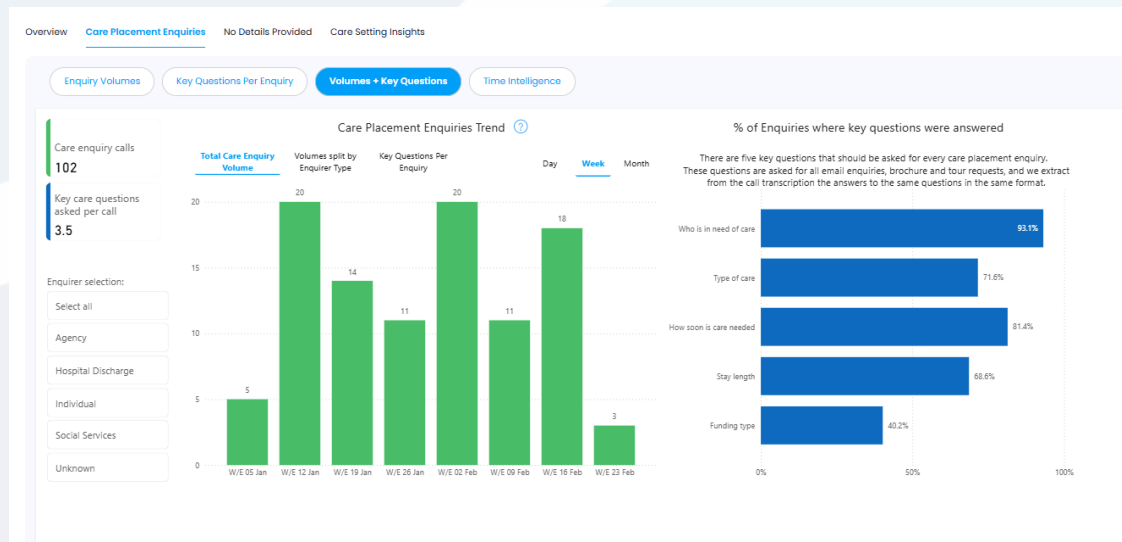 Overview
Care Placement Enquiries
No Details Provided
Care Setting Insights
Enquiry Volumes
Key Questions Per Enquiry
Volumes + Key Questions
Time Intelligence
Care enquiry calls
102
Key care questions
asked per call
3.5
Enquirer selection:
Select all
Agency
Hospital Discharge
Individual
Social Services
Unknown
Care Placement Enquiries Trend ?
Total Care Enquiry
Volume
Volumes split by
Enquirer Type
Key Questions Per
Enquiry
Day
Week
Month
20
15
10
5
0
5
20
14
11
20
11
18
3
W/E 05 Jan
W/E 12 Jan
W/E 19 Jan
W/E 26 Jan
W/E 02 Feb
W/E 09 Feb
W/E 16 Feb
W/E 23 Feb
% of Enquiries where key questions were answered
There are five key questions that should be asked for every care placement enquiry.
These questions are asked for all email enquiries, brochure and tour requests, and we extract
from the call transcription the answers to the same questions in the same format.
Who is in need of care
93.1%
Type of care
71.6%
How soon is care needed
81.4%
Stay length
68.6%
Funding type
40.2%
0%
50%
100%